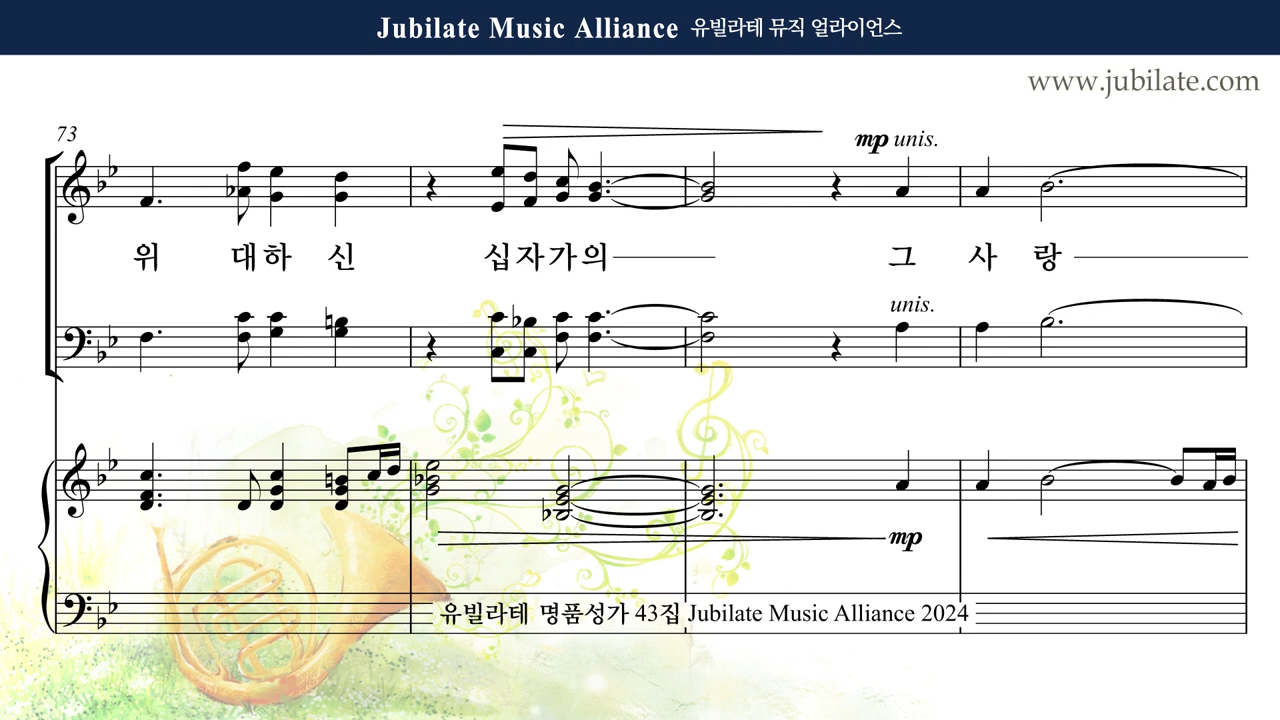 Jubilate Music Alliance 유빌라테 뮤직 얼라이언스
www.jubilate.com
73
mp unis.
위 대하 신 십자가의 그 사 랑
unis.
mp
유빌라테 명품성가 43집 Jubilate Music Alliance 2024